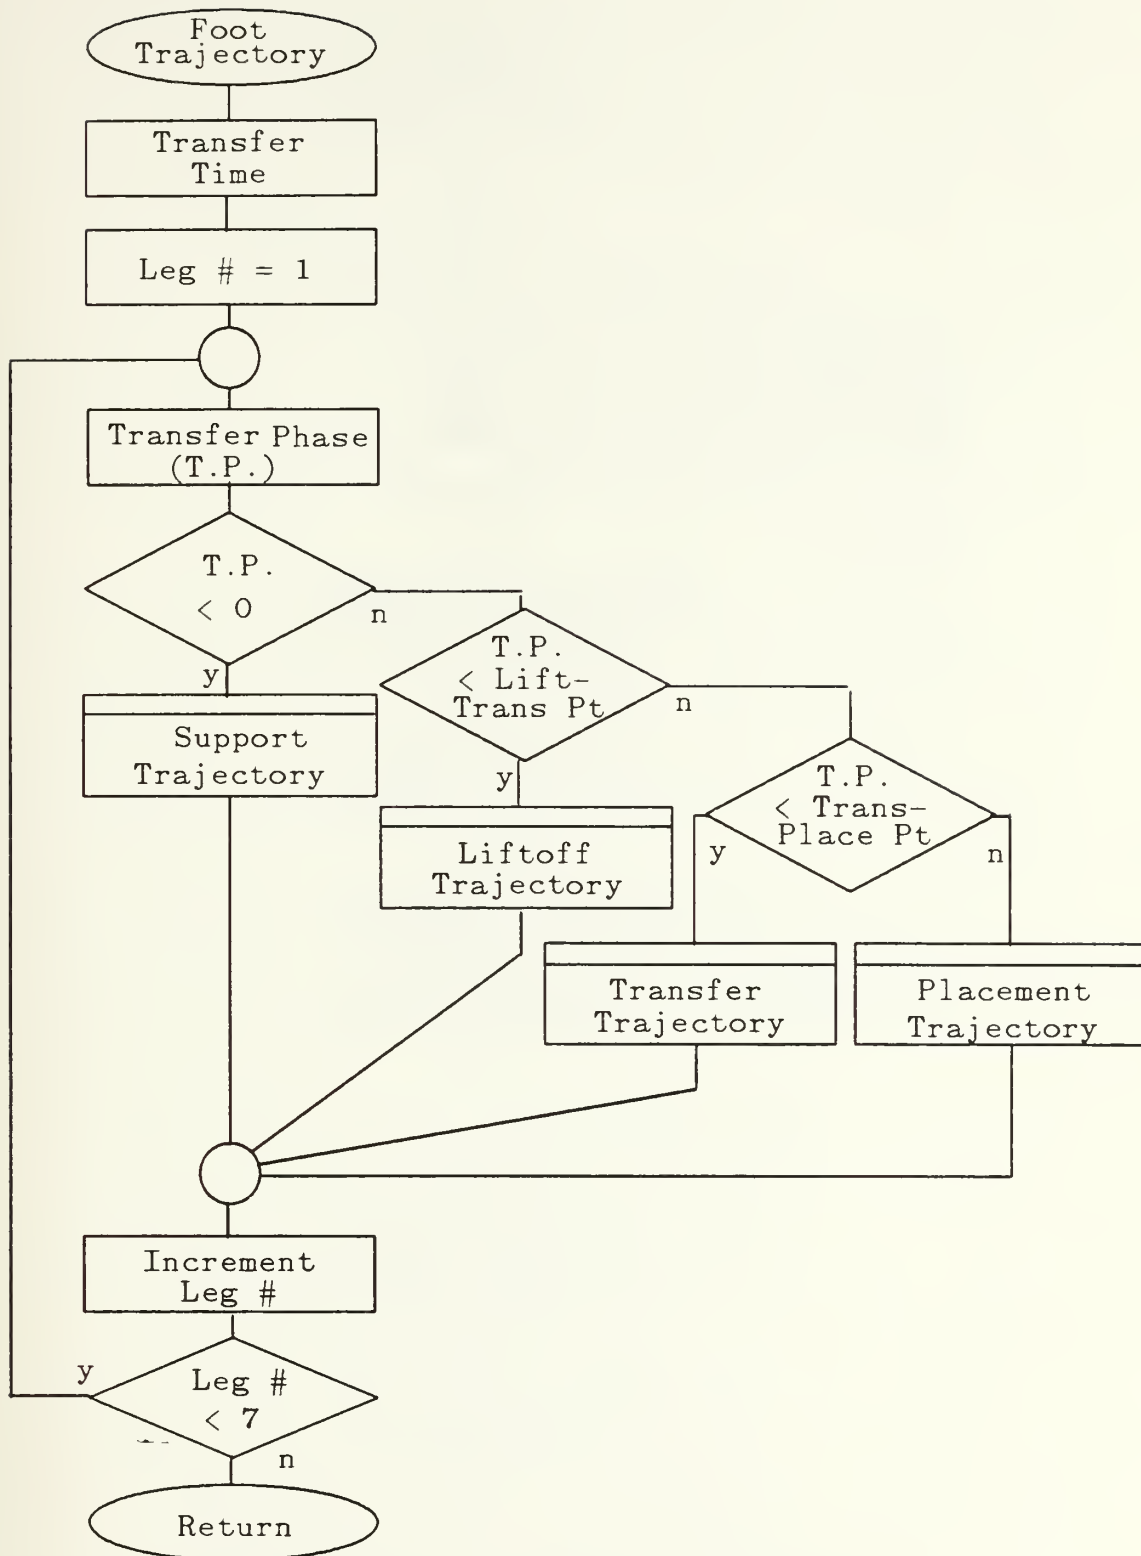 Foot
Trajectory
Transfer
Time
Leg # = 1
Transfer Phase
(T.P.)
T.P.
< 0
n
y
T.P.
< Lift-
Trans Pt
n
y
Support
Trajectory
T.P.
< Trans-
Place Pt
y
n
Liftoff
Trajectory
Transfer
Trajectory
Placement
Trajectory
Increment
Leg #
Leg #
< 7
y
n
Return